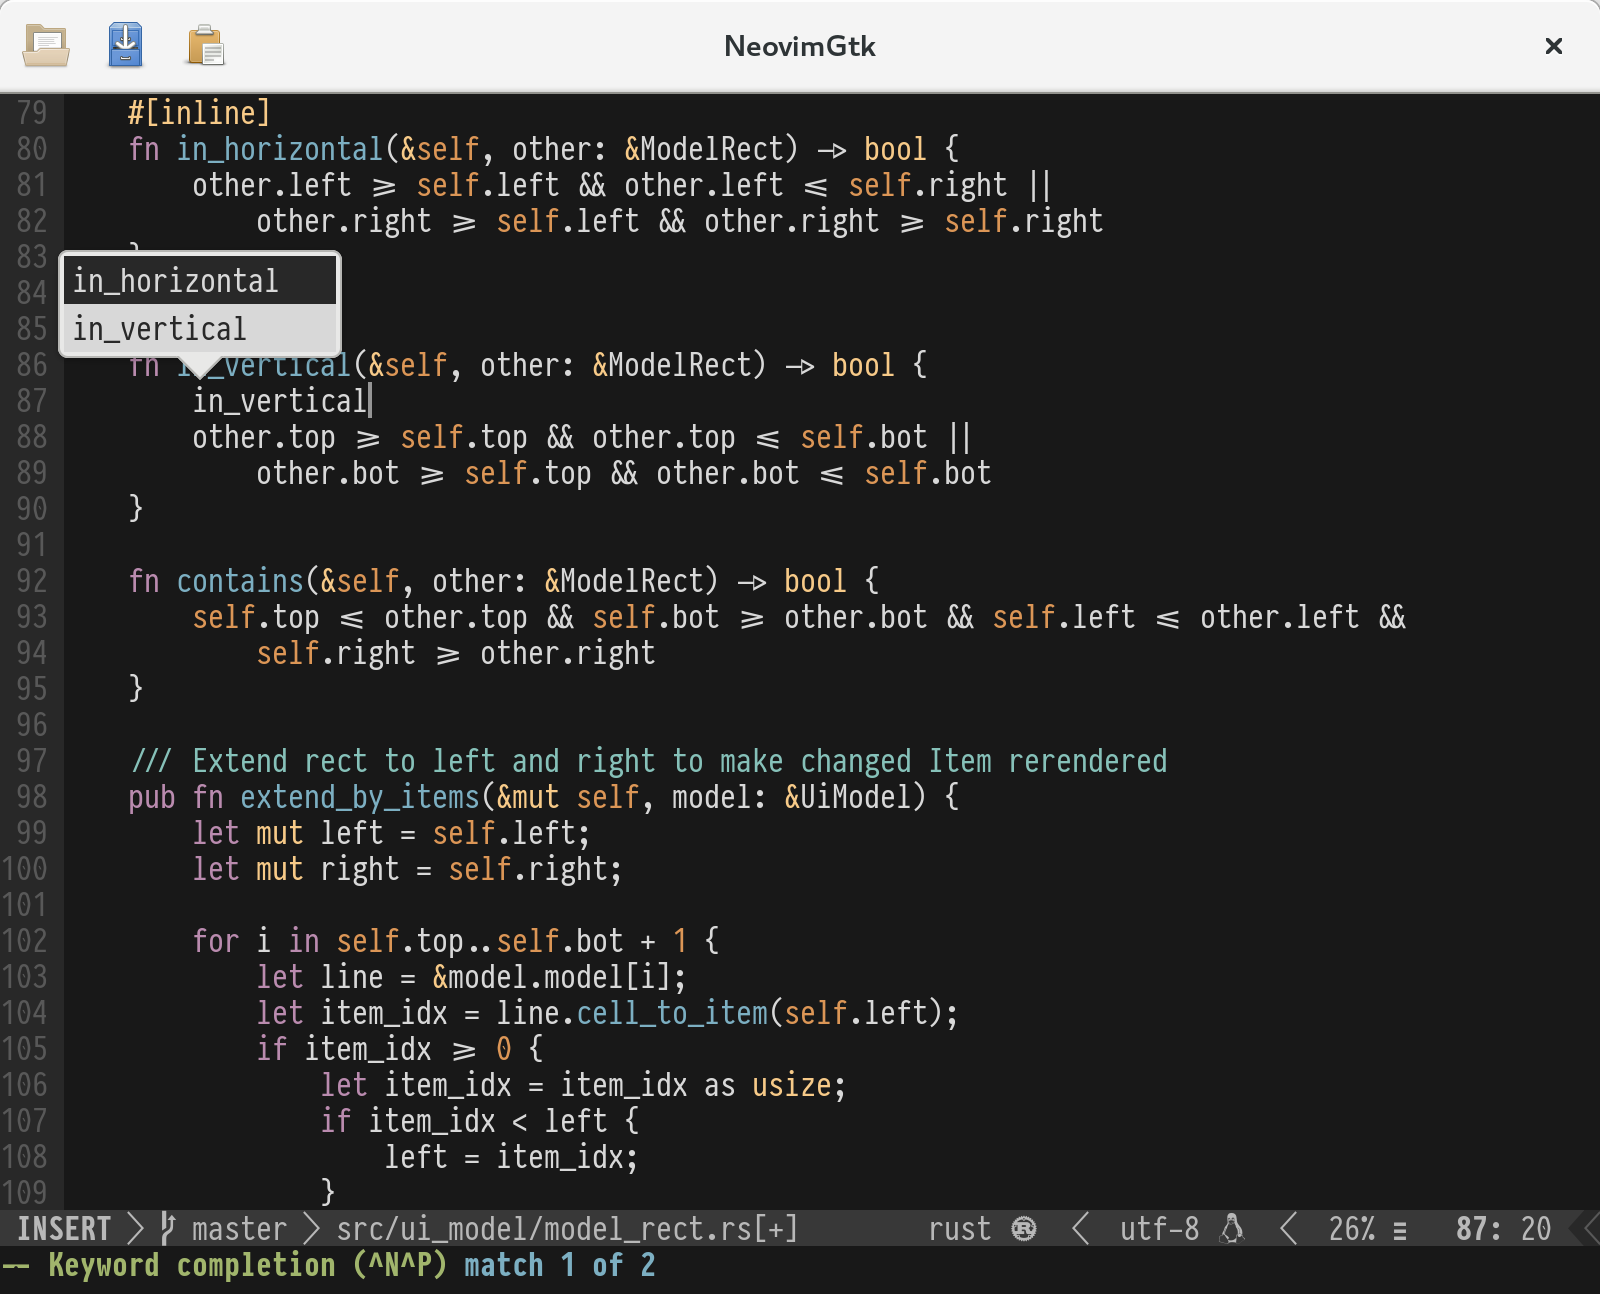 NeovimGtk
79 #[inline]
80 fn in_horizontal(&self, other: &ModelRect) -> bool {
81 other.left >= self.left && other.left <= self.right ||
82 other.right >= self.left && other.right >= self.right
83 }
in_horizontal
84
in_vertical
85
86 fn in_vertical(&self, other: &ModelRect) -> bool {
87 in_vertical
88 other.top >= self.top && other.top <= self.bot ||
89 other.bot >= self.top && other.bot <= self.bot
90 }
91
92 fn contains(&self, other: &ModelRect) -> bool {
93 self.top <= other.top && self.bot >= other.bot && self.left <= other.left &&
94 self.right >= other.right
95 }
96
97 /// Extend rect to left and right to make changed Item rerendered
98 pub fn extend_by_items(&mut self, model: &UiModel) {
99 let mut left = self.left;
100 let mut right = self.right;
101
102 for i in self.top..self.bot + 1 {
103 let line = &model.model[i];
104 let item_idx = line.cell_to_item(self.left);
105 if item_idx >= 0 {
106 let item_idx = item_idx as usize;
107 if item_idx < left {
108 left = item_idx;
109 }
INSERT master src/ui_model/model_rect.rs[+] rust utf-8 26% ≡ 87: 20
-- Keyword completion (^N^P) match 1 of 2